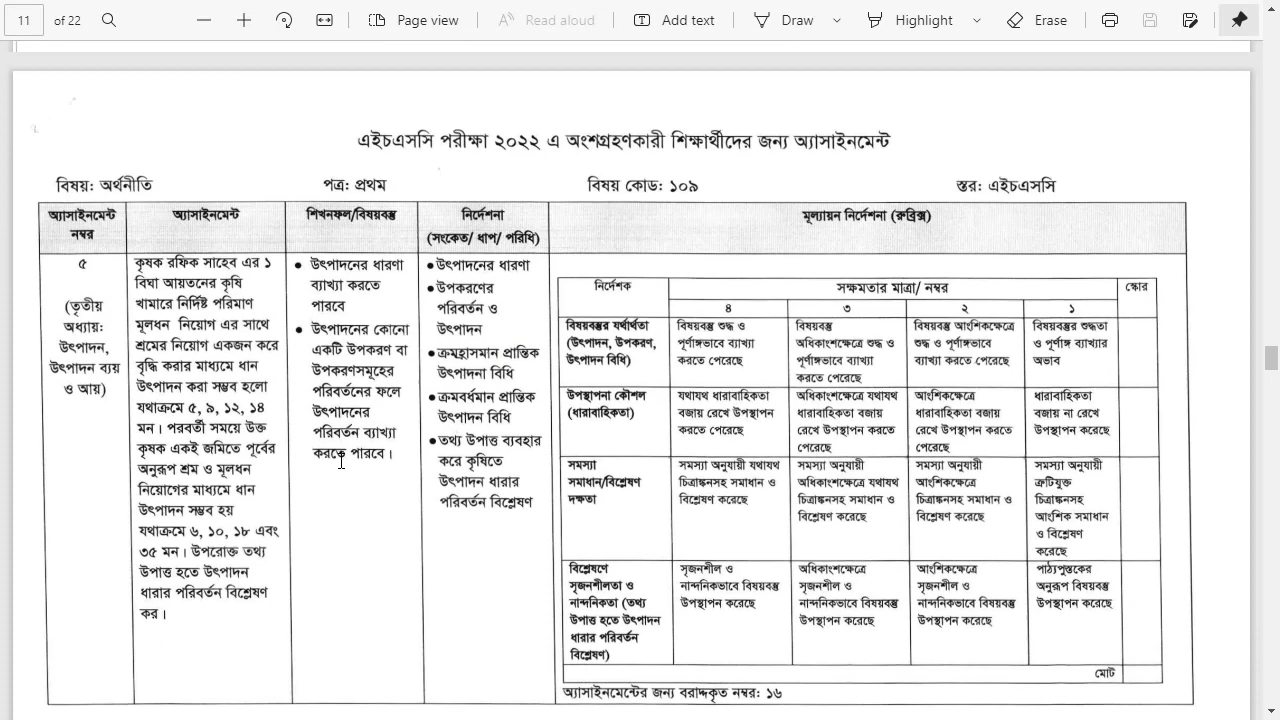 11 of 22 Page view Read aloud Add text Draw Highlight Erase
এইচএসসি পরীক্ষা ২০২২ এ অংশগ্রহণকারী শিক্ষার্থীদের জন্য অ্যাসাইনমেন্ট
বিষয়: অর্থনীতি পত্র: প্রথম বিষয় কোড: ১০৯ স্তর: এইচএসসি
অ্যাসাইনমেন্ট
নম্বর
অ্যাসাইনমেন্ট
শিখনফল/বিষয়বস্তু
নির্দেশনা
(সংকেত/ ধাপ/ পরিধি)
মূল্যায়ন নির্দেশনা (রুব্রিক্স)
৫
(তৃতীয়
অধ্যায়:
উৎপাদন,
উৎপাদন ব্যয়
ও আয়)
কৃষক রফিক সাহেব এর ১
বিঘা আয়তনের কৃষি
খামারে নির্দিষ্ট পরিমাণ
মূলধন নিয়োগ এর সাথে
শ্রমের নিয়োগ একজন করে
বৃদ্ধি করার মাধ্যমে ধান
উৎপাদন করা সম্ভব হলো
যথাক্রমে ৫, ৯, ১২, ১৪
মন। পরবর্তী সময়ে উক্ত
কৃষক একই জমিতে পূর্বের
অনুরূপ শ্রম ও মূলধন
নিয়োগের মাধ্যমে ধান
উৎপাদন সম্ভব হয়
যথাক্রমে ৬, ১০, ১৮ এবং
৩৫ মন। উপরোক্ত তথ্য
উপাত্ত হতে উৎপাদন
ধারার পরিবর্তন বিশ্লেষণ
কর।
• উৎপাদনের ধারণা
ব্যাখ্যা করতে
পারবে
• উৎপাদনের কোনো
একটি উপকরণ বা
উপকরণসমূহের
পরিবর্তনের ফলে
উৎপাদনের
পরিবর্তন ব্যাখ্যা
করতে পারবে।
• উৎপাদনের ধারণা
• উপকরণের
পরিবর্তন ও
উৎপাদন
• ক্রমহ্রাসমান প্রান্তিক
উৎপাদনা বিধি
• ক্রমবর্ধমান প্রান্তিক
উৎপাদন বিধি
• তথ্য উপাত্ত ব্যবহার
করে কৃষিতে
উৎপাদন ধারার
পরিবর্তন বিশ্লেষণ
নির্দেশক
সক্ষমতার মাত্রা/ নম্বর
স্কোর
৪ ৩ ২ ১
বিষয়বস্তুর যর্থার্থতা
(উৎপাদন, উপকরণ,
উৎপাদন বিধি)
বিষয়বস্তু শুদ্ধ ও
পূর্ণাঙ্গভাবে ব্যাখ্যা
করতে পেরেছে
বিষয়বস্তু
অধিকাংশক্ষেত্রে শুদ্ধ ও
পূর্ণাঙ্গভাবে ব্যাখ্যা
করতে পেরেছে
বিষয়বস্তু আংশিকক্ষেত্রে
শুদ্ধ ও পূর্ণাঙ্গভাবে
ব্যাখ্যা করতে পেরেছে
বিষয়বস্তুর শুদ্ধতা
ও পূর্ণাঙ্গ ব্যাখ্যার
অভাব
উপস্থাপনা কৌশল
(ধারাবাহিকতা)
যথাযথ ধারাবাহিকতা
বজায় রেখে উপস্থাপন
করতে পেরেছে
অধিকাংশক্ষেত্রে যথাযথ
ধারাবাহিকতা বজায়
রেখে উপস্থাপন করতে
পেরেছে
আংশিকক্ষেত্রে
ধারাবাহিকতা বজায়
রেখে উপস্থাপন করতে
পেরেছে
ধারাবাহিকতা
বজায় না রেখে
উপস্থাপন করেছে
সমস্যা
সমাধান/বিশ্লেষণ
দক্ষতা
সমস্যা অনুযায়ী যথাযথ
চিত্রাঙ্কনসহ সমাধান ও
বিশ্লেষণ করেছে
সমস্যা অনুযায়ী
অধিকাংশক্ষেত্রে যথাযথ
চিত্রাঙ্কনসহ সমাধান ও
বিশ্লেষণ করেছে
সমস্যা অনুযায়ী
আংশিকক্ষেত্রে
চিত্রাঙ্কনসহ সমাধান ও
বিশ্লেষণ করেছে
সমস্যা অনুযায়ী
ত্রুটিযুক্ত
চিত্রাঙ্কনসহ
আংশিক সমাধান
ও বিশ্লেষণ
করেছে
বিশ্লেষণে
সৃজনশীলতা ও
নান্দনিকতা (তথ্য
উপাত্ত হতে উৎপাদন
ধারার পরিবর্তন
বিশ্লেষণ)
সৃজনশীল ও
নান্দনিকভাবে বিষয়বস্তু
উপস্থাপন করেছে
অধিকাংশক্ষেত্রে
সৃজনশীল ও
নান্দনিকভাবে বিষয়বস্তু
উপস্থাপন করেছে
আংশিকক্ষেত্রে
সৃজনশীল ও
নান্দনিকভাবে বিষয়বস্তু
উপস্থাপন করেছে
পাঠ্যপুস্তকের
অনুরূপ বিষয়বস্তু
উপস্থাপন করেছে
মোট
অ্যাসাইনমেন্টের জন্য বরাদ্দকৃত নম্বর: ১৬